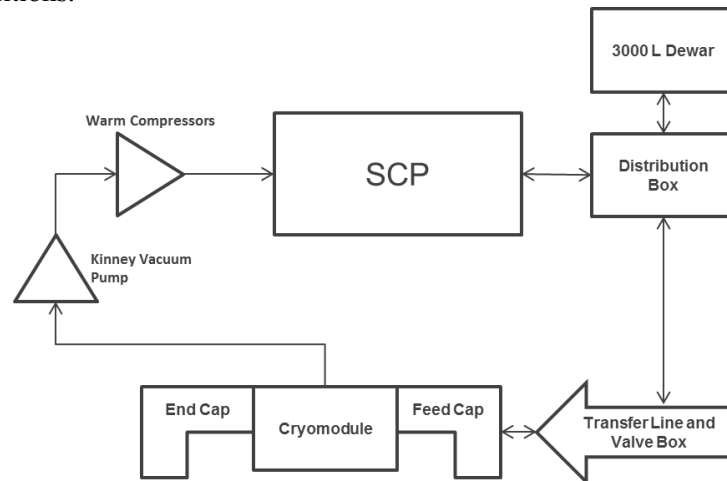 3000 L Dewar
Warm Compressors
SCP
Distribution
Box
Kinney Vacuum
Pump
End Cap
Cryomodule
Feed Cap
Transfer Line and
Valve Box